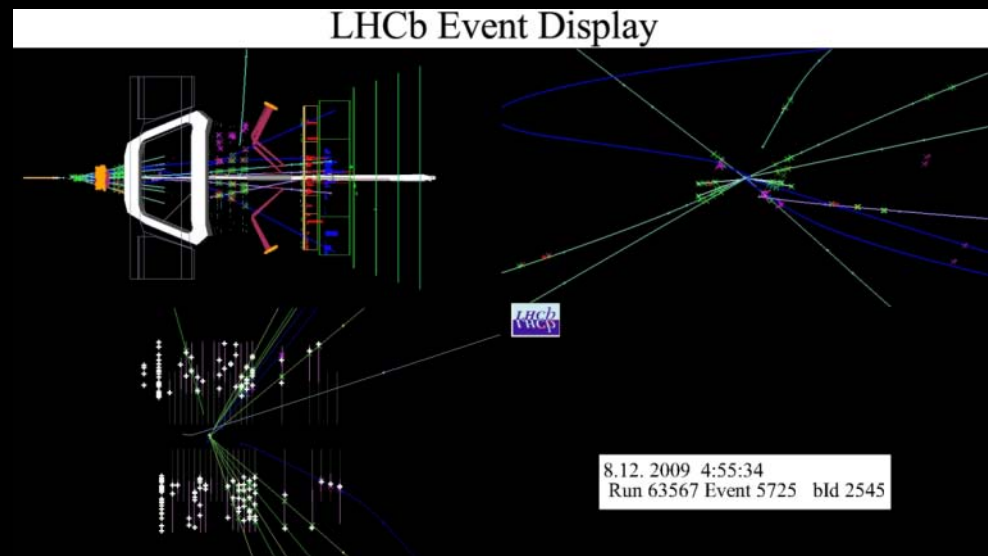 LHCb Event Display
LHCb
8.12. 2009 4:55:34
Run 63567 Event 5725 bId 2545